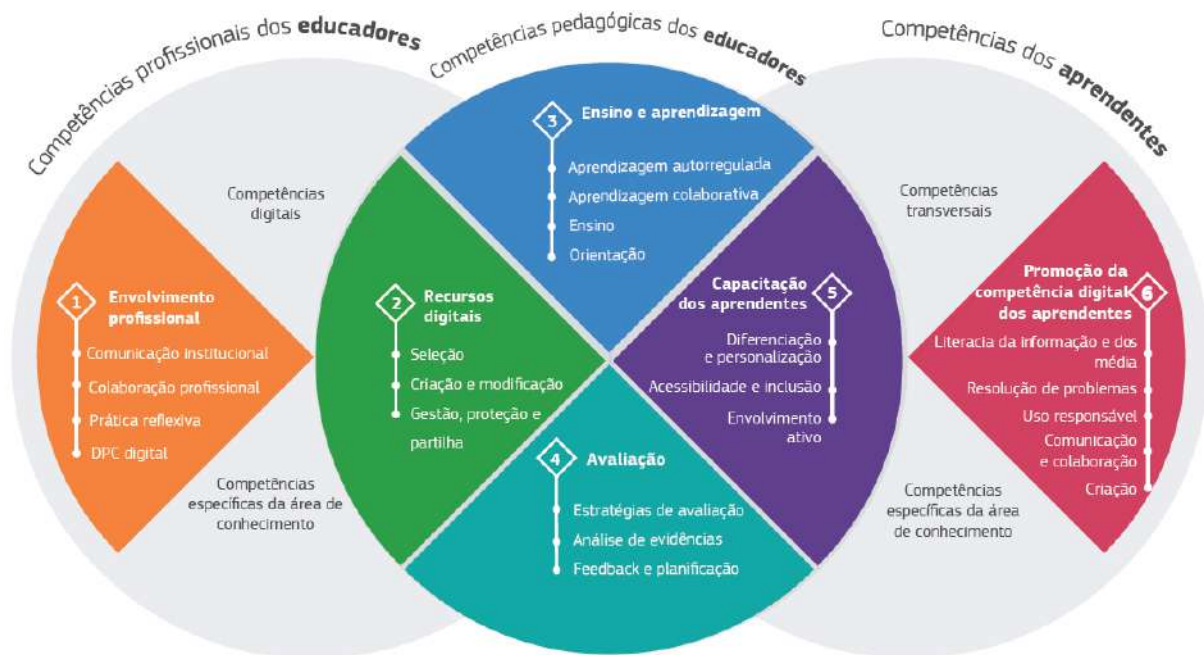 Competências profissionais dos educadores
Competências pedagógicas dos educadores
Competências dos aprendentes
Competências
digitais
Competências
específicas da área de
conhecimento
1
Envolvimento
profissional
Comunicação institucional
Colaboração profissional
Prática reflexiva
DPC digital
2
Recursos
digitais
Seleção
Criação e modificação
Gestão, proteção e
partilha
3
Ensino e aprendizagem
Aprendizagem autorregulada
Aprendizagem colaborativa
Ensino
Orientação
4
Avaliação
Estratégias de avaliação
Análise de evidências
Feedback e planificação
Capacitação
dos aprendentes
5
Diferenciação
e personalização
Acessibilidade e inclusão
Envolvimento
ativo
Competências
transversais
Competências
específicas da área
de conhecimento
Promoção da
competência digital
dos aprendentes
6
Literacia da informação e dos
média
Resolução de problemas
Uso responsável
Comunicação
e colaboração
Criação